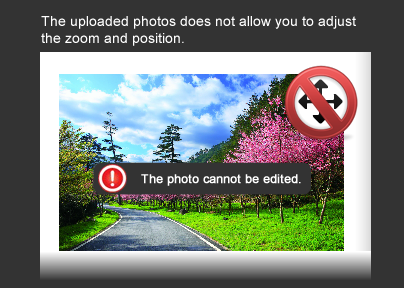 The uploaded photos does not allow you to adjust
the zoom and position.
The photo cannot be edited.